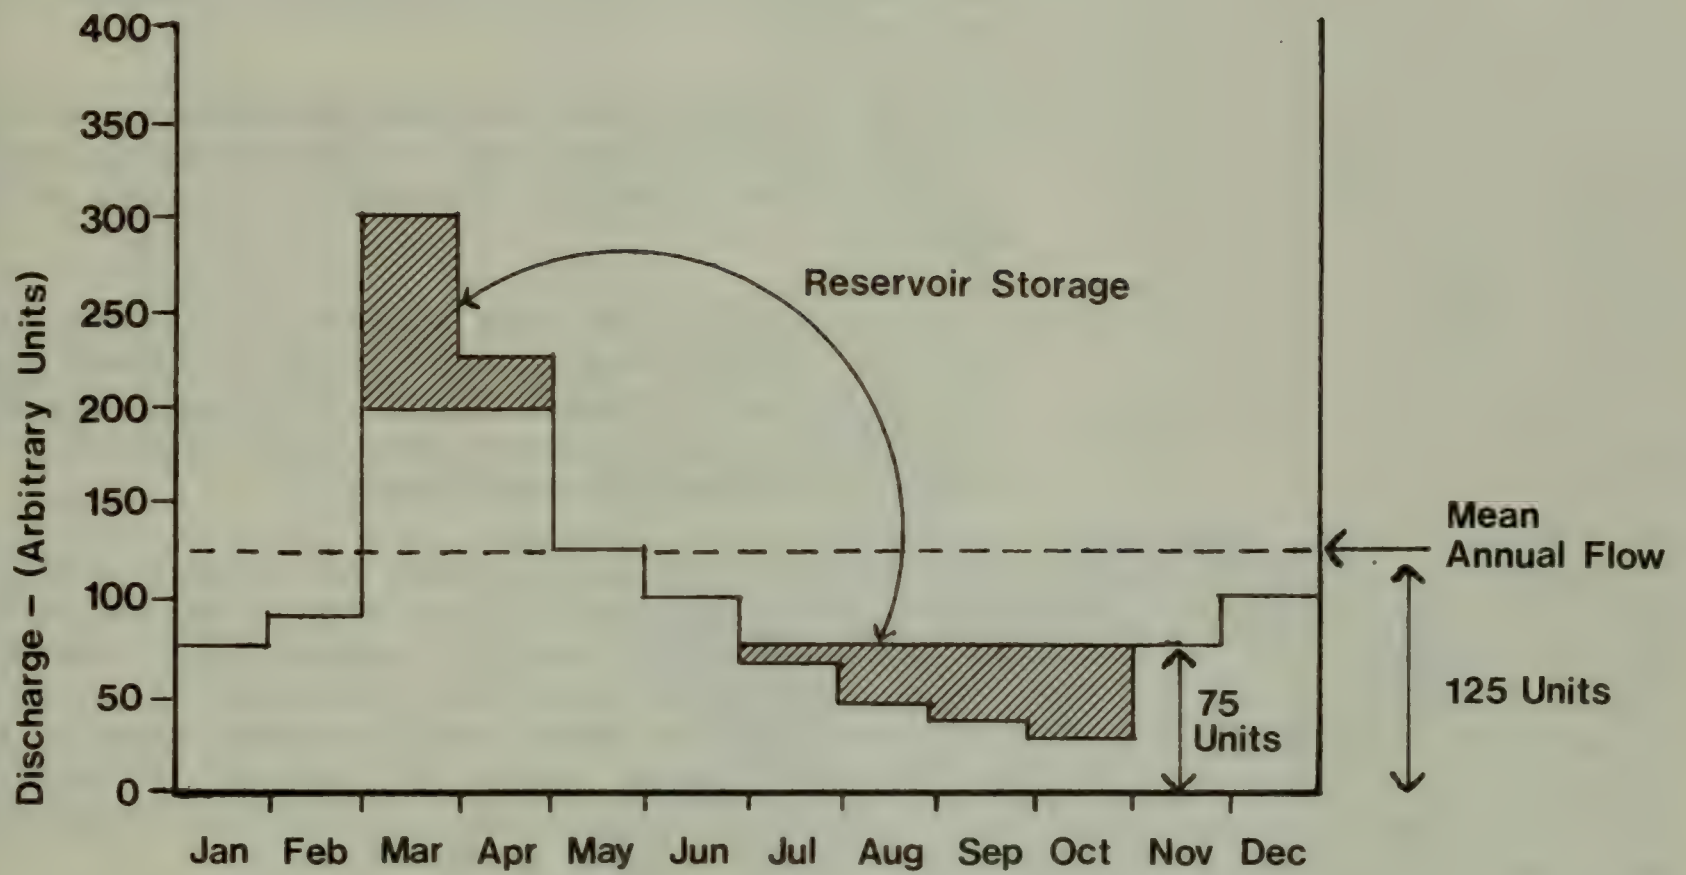 400
350
300
250
200
150
100
50
0
Discharge – (Arbitrary Units)
Reservoir Storage
Mean
Annual Flow
125 Units
75
Units
Jan Feb Mar Apr May Jun Jul Aug Sep Oct Nov Dec